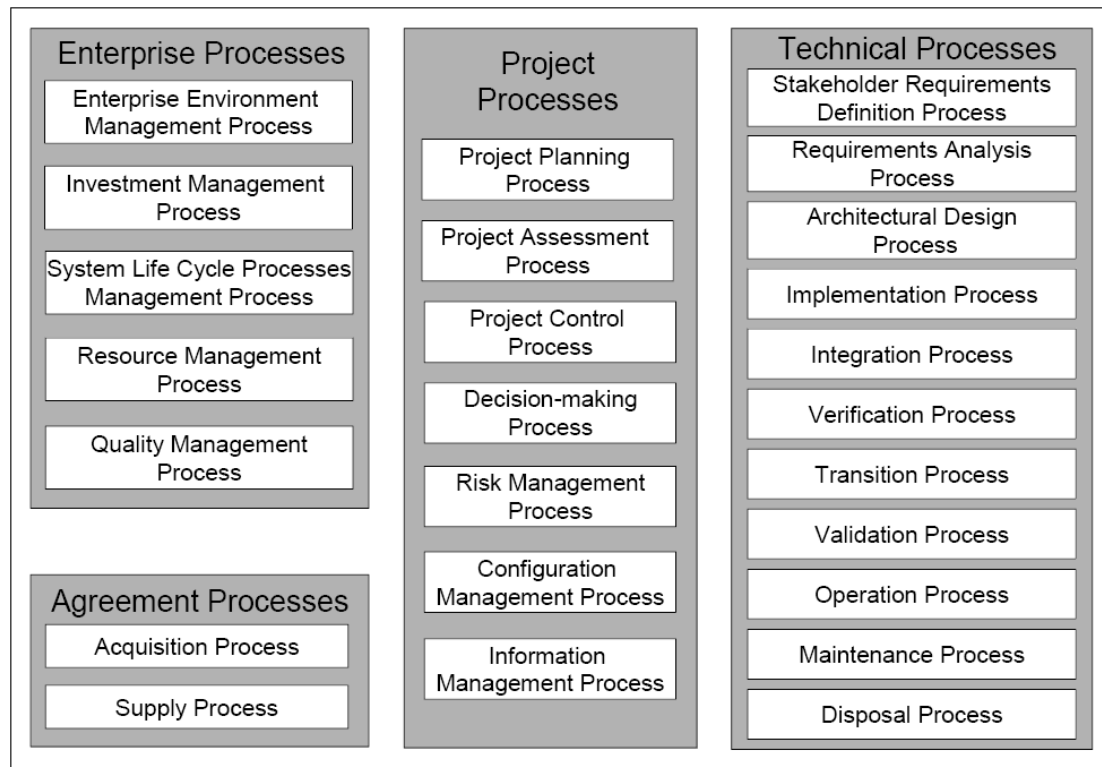 Enterprise Processes
Enterprise Environment
Management Process
Investment Management
Process
System Life Cycle Processes
Management Process
Resource Management
Process
Quality Management
Process
Agreement Processes
Acquisition Process
Supply Process
Project
Processes
Project Planning
Process
Project Assessment
Process
Project Control
Process
Decision-making
Process
Risk Management
Process
Configuration
Management Process
Information
Management Process
Technical Processes
Stakeholder Requirements
Definition Process
Requirements Analysis
Process
Architectural Design
Process
Implementation Process
Integration Process
Verification Process
Transition Process
Validation Process
Operation Process
Maintenance Process
Disposal Process